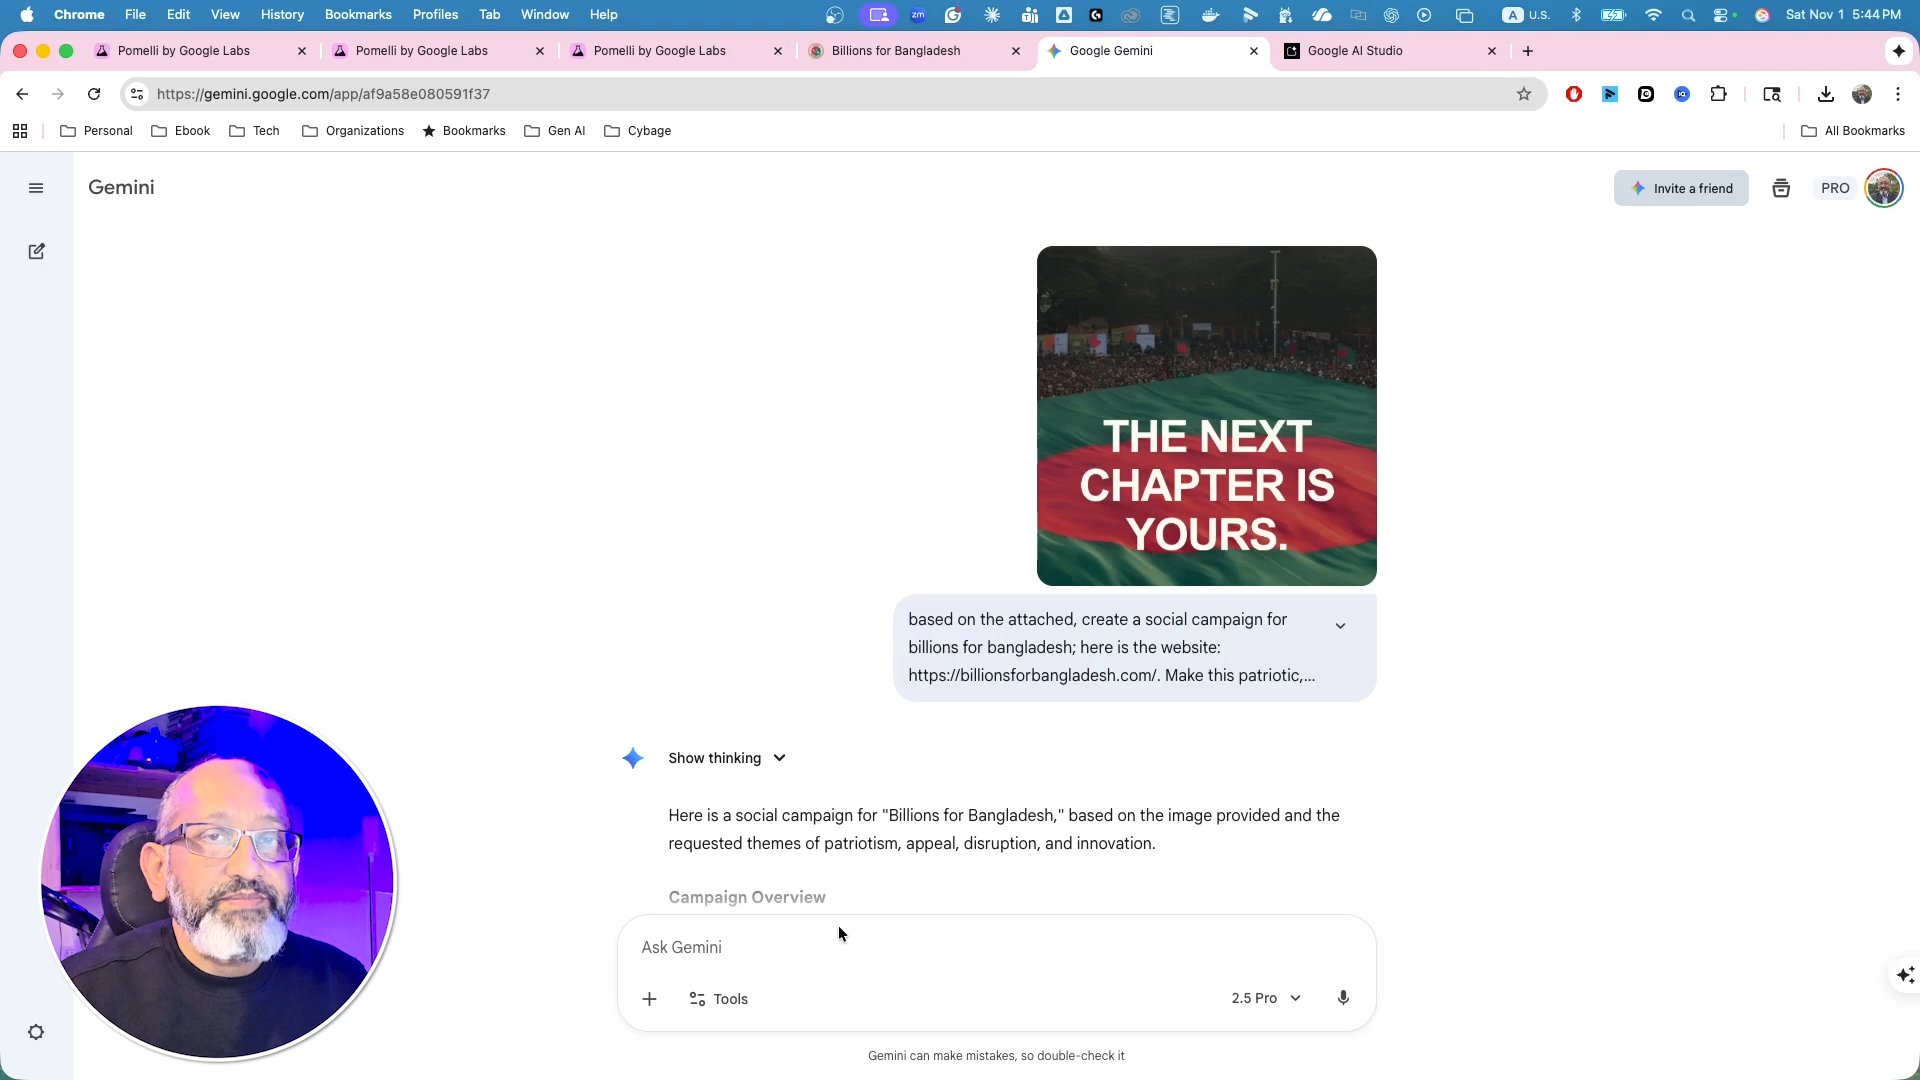 Chrome File Edit View History Bookmarks Profiles Tab Window Help
zm
A U.S.
Sat Nov 1 5:44 PM
Pomelli by Google Labs
Pomelli by Google Labs
Pomelli by Google Labs
Billions for Bangladesh
Google Gemini
Google AI Studio
https://gemini.google.com/app/af9a58e080591f37
Personal
Ebook
Tech
Organizations
Bookmarks
Gen AI
Cybage
All Bookmarks
Gemini
Invite a friend
PRO
THE NEXT
CHAPTER IS
YOURS.
based on the attached, create a social campaign for
billions for bangladesh; here is the website:
https://billionsforbangladesh.com/. Make this patriotic,...
Show thinking
Here is a social campaign for "Billions for Bangladesh," based on the image provided and the
requested themes of patriotism, appeal, disruption, and innovation.
Campaign Overview
Ask Gemini
Tools
2.5 Pro
Gemini can make mistakes, so double-check it